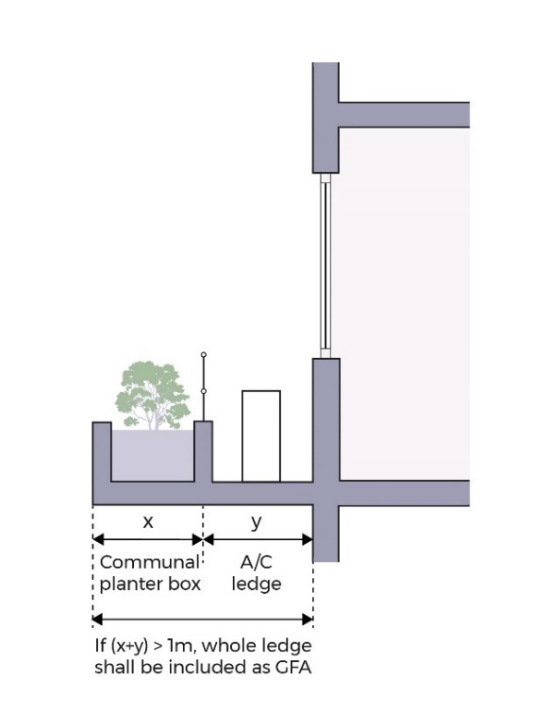 x
y
Communal
planter box
A/C
ledge
If (x+y) > 1m, whole ledge
shall be included as GFA